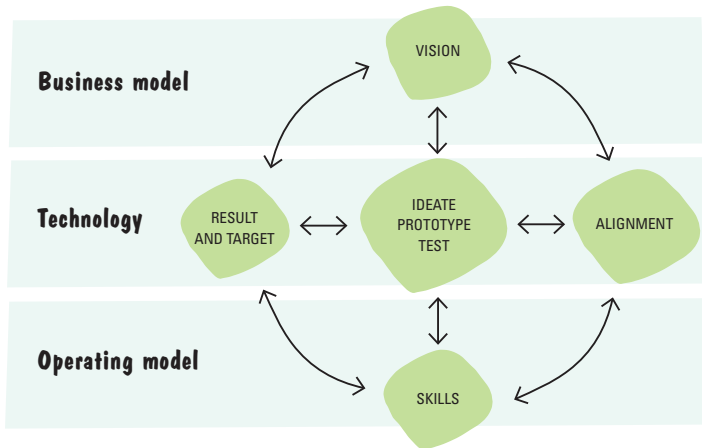 VISION
Business model
Technology
RESULT
AND TARGET
IDEATE
PROTOTYPE
TEST
ALIGNMENT
Operating model
SKILLS